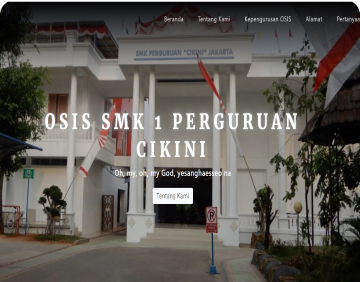 Beranda Tentang Kami Kepengurusan OSIS Alamat Pertanyaa
SMK PERGURUAN "CIKINI" JAKARTA
OSIS SMK 1 PERGURUAN
CIKINI
Oh, my, oh, my God, yesanghaesseo na
Tentang Kami
P